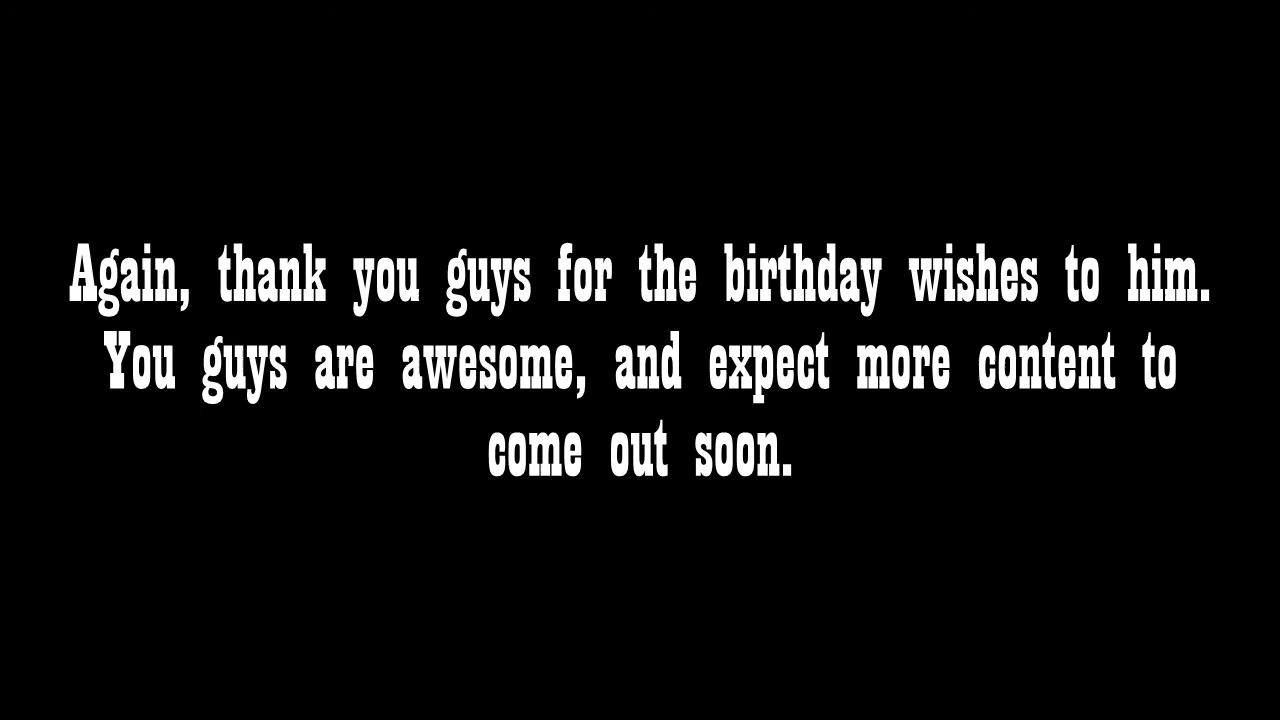 Again, thank you guys for the birthday wishes to him.
You guys are awesome, and expect more content to
come out soon.